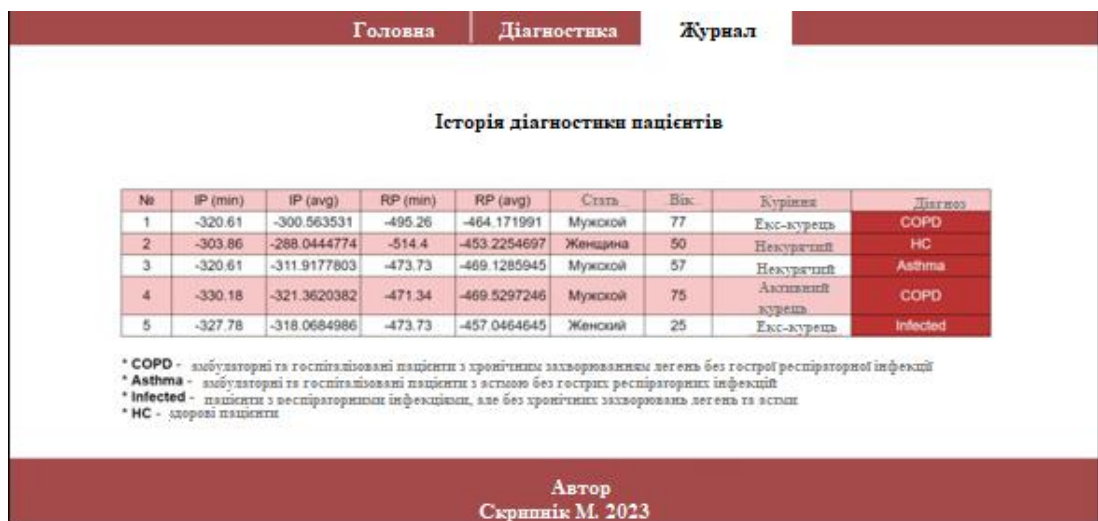 Головна Діагностика Журнал
Історія діагностики пацієнтів
№ IP (min) IP (avg) RP (min) RP (avg) Стать Вік Куріння Діагноз
1 -320.61 -300.563531 -495.26 -464.171991 Мужской 77 Екс-курець COPD
2 -303.86 -288.0444774 -514.4 -453.2254697 Женщина 50 Некурячий HC
3 -320.61 -311.9177803 -473.73 -469.1285945 Мужской 57 Некурячий Asthma
4 -330.18 -321.3620382 -471.34 -469.5297246 Мужской 75 Активний курець COPD
5 -327.78 -318.0684986 -473.73 -457.0464645 Женский 25 Екс-курець Infected
* COPD - амбулаторні та госпіталізовані пацієнти з хронічним захворюванням легень без гострої респіраторної інфекції
* Asthma - амбулаторні та госпіталізовані пацієнти з астмою без гострих респіраторних інфекцій
* Infected - пацієнти з респіраторними інфекціями, але без хронічних захворювань легень та астми
* HC - здорові пацієнти
Автор
Скрипнік М. 2023